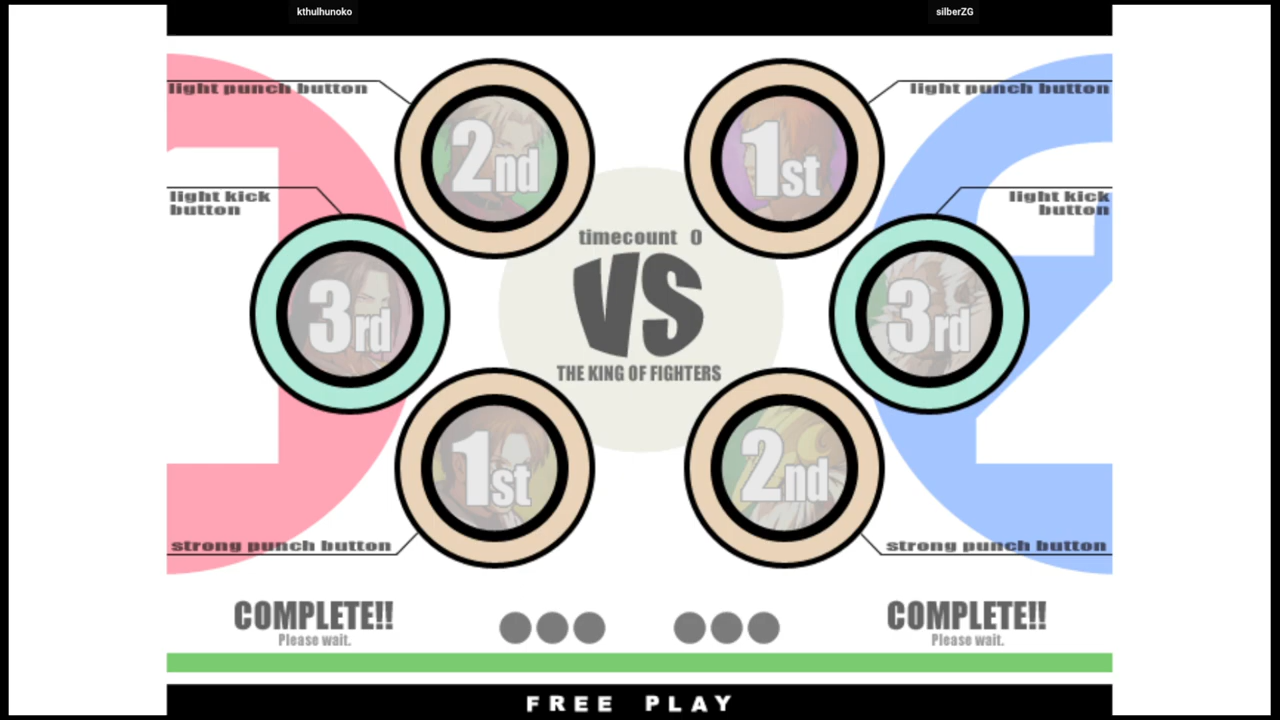 kthulhunoko
silberZG
light punch button
light punch button
2nd
1st
light kick
button
light kick
button
timecount 0
VS
THE KING OF FIGHTERS
3rd
3rd
1st
2nd
strong punch button
strong punch button
COMPLETE!!
Please wait.
COMPLETE!!
Please wait.
FREE PLAY